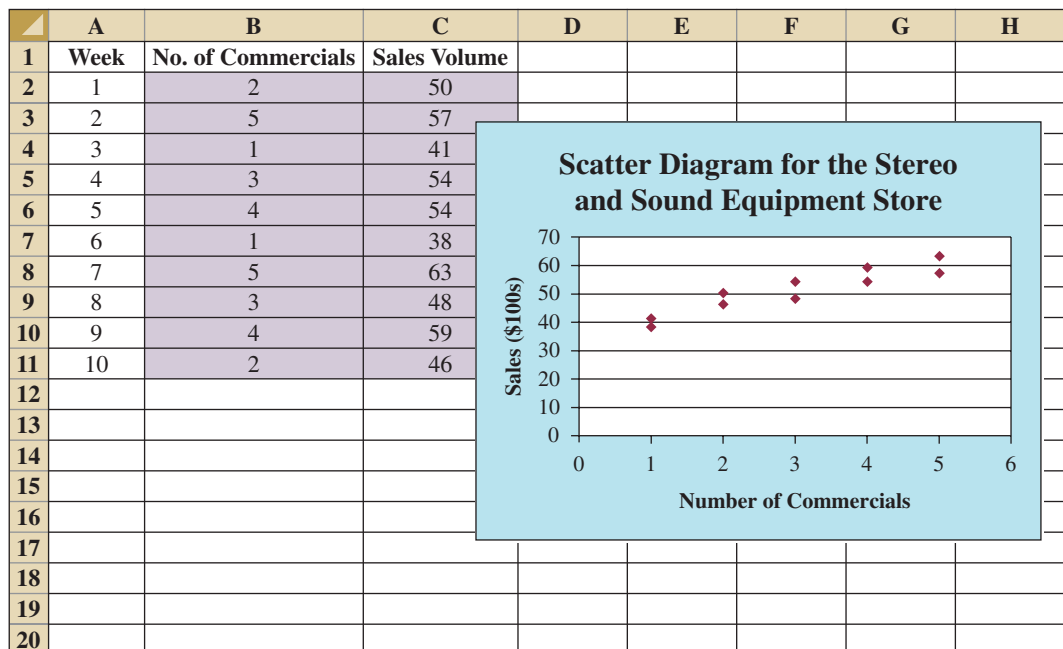 A B C D E F G H
1 Week No. of Commercials Sales Volume
2 1 2 50
3 2 5 57
4 3 1 41
5 4 3 54
6 5 4 54
7 6 1 38
8 7 5 63
9 8 3 48
10 9 4 59
11 10 2 46
12
13
14
15
16
17
18
19
20
Scatter Diagram for the Stereo
and Sound Equipment Store
Sales ($100s)
70
60
50
40
30
20
10
0
0 1 2 3 4 5 6
Number of Commercials